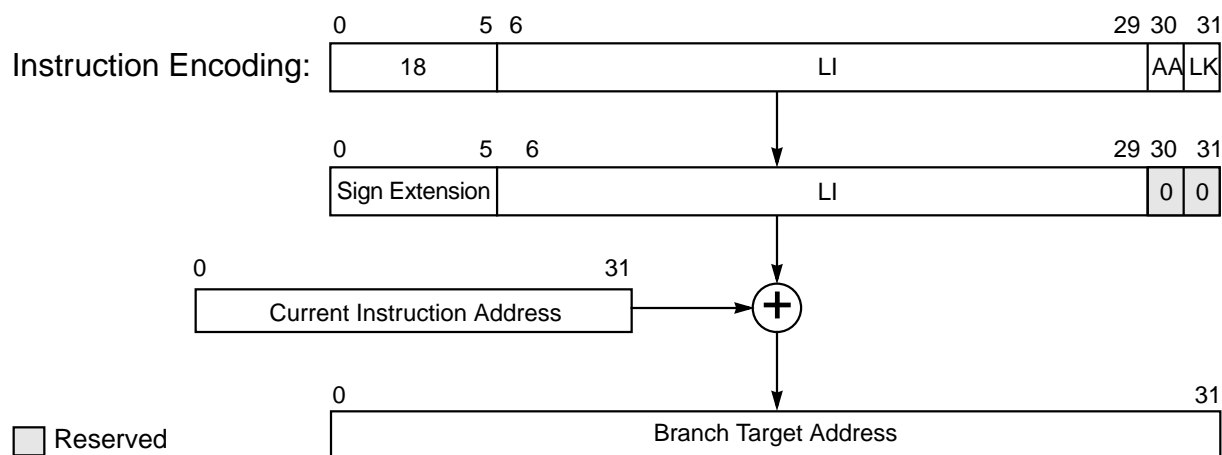 0 5 6 29 30 31
Instruction Encoding: 18 LI AA LK
0 5 6 29 30 31
Sign Extension LI 0 0
0 31
Current Instruction Address +
0 31
Reserved Branch Target Address